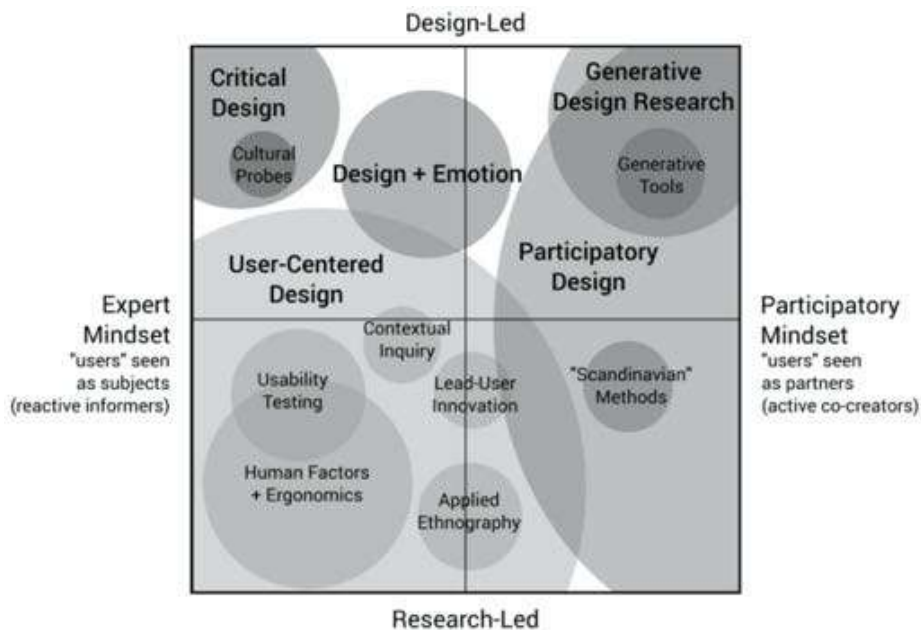 Design-Led
Critical
Design
Generative
Design Research
Cultural
Probes
Design + Emotion
Generative
Tools
User-Centered
Design
Participatory
Design
Expert
Mindset
"users" seen
as subjects
(reactive informers)
Participatory
Mindset
"users" seen
as partners
(active co-creators)
Contextual
Inquiry
Usability
Testing
Lead-User
Innovation
"Scandinavian"
Methods
Human Factors
+ Ergonomics
Applied
Ethnography
Research-Led